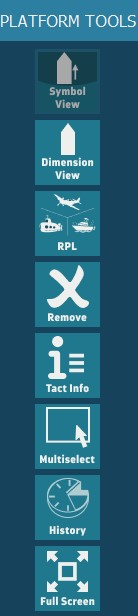 PLATFORM TOOLS
Symbol
View
Dimension
View
RPL
Remove
Tact Info
Multiselect
History
Full Screen